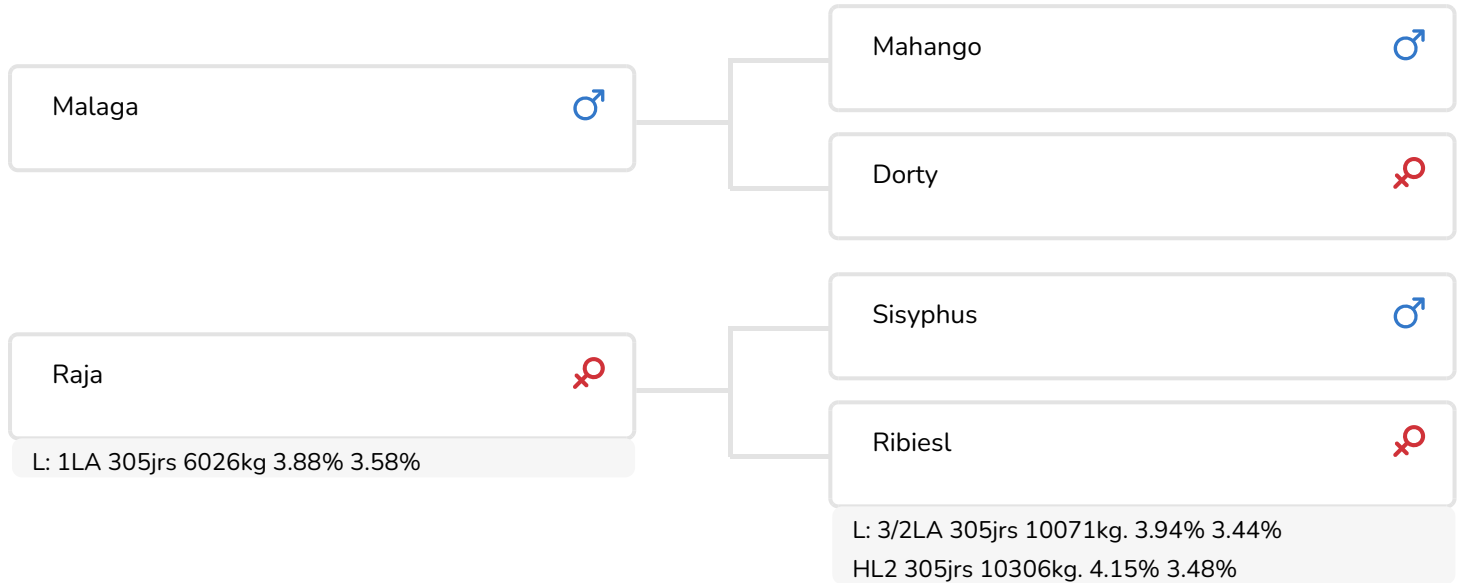 Malaga
Mahango
Dorty
Raja
L: 1LA 305jrs 6026kg 3.88% 3.58%
Sisyphus
Ribiesl
L: 3/2LA 305jrs 10071kg. 3.94% 3.44%
HL2 305jrs 10306kg. 4.15% 3.48%